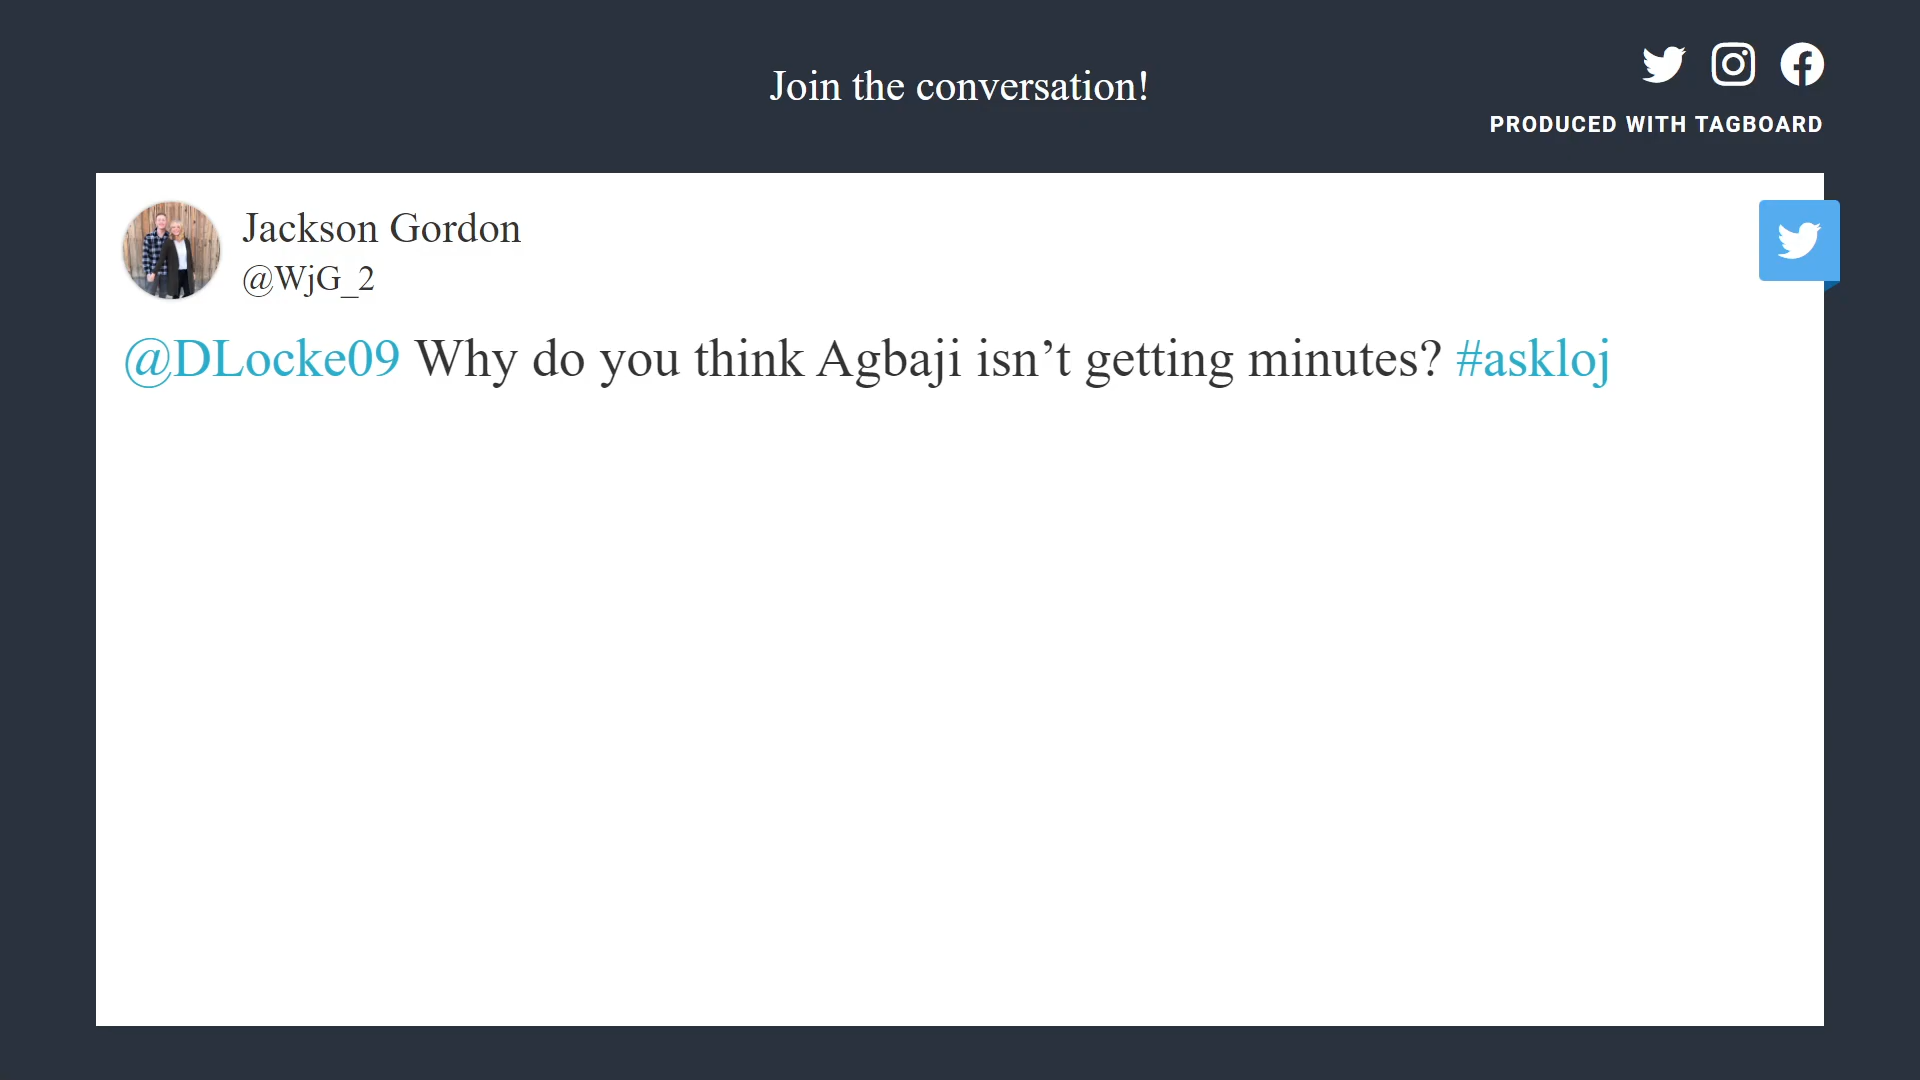 Join the conversation!
PRODUCED WITH TAGBOARD
Jackson Gordon
@WjG_2
@DLocke09 Why do you think Agbaji isn’t getting minutes? #askloj